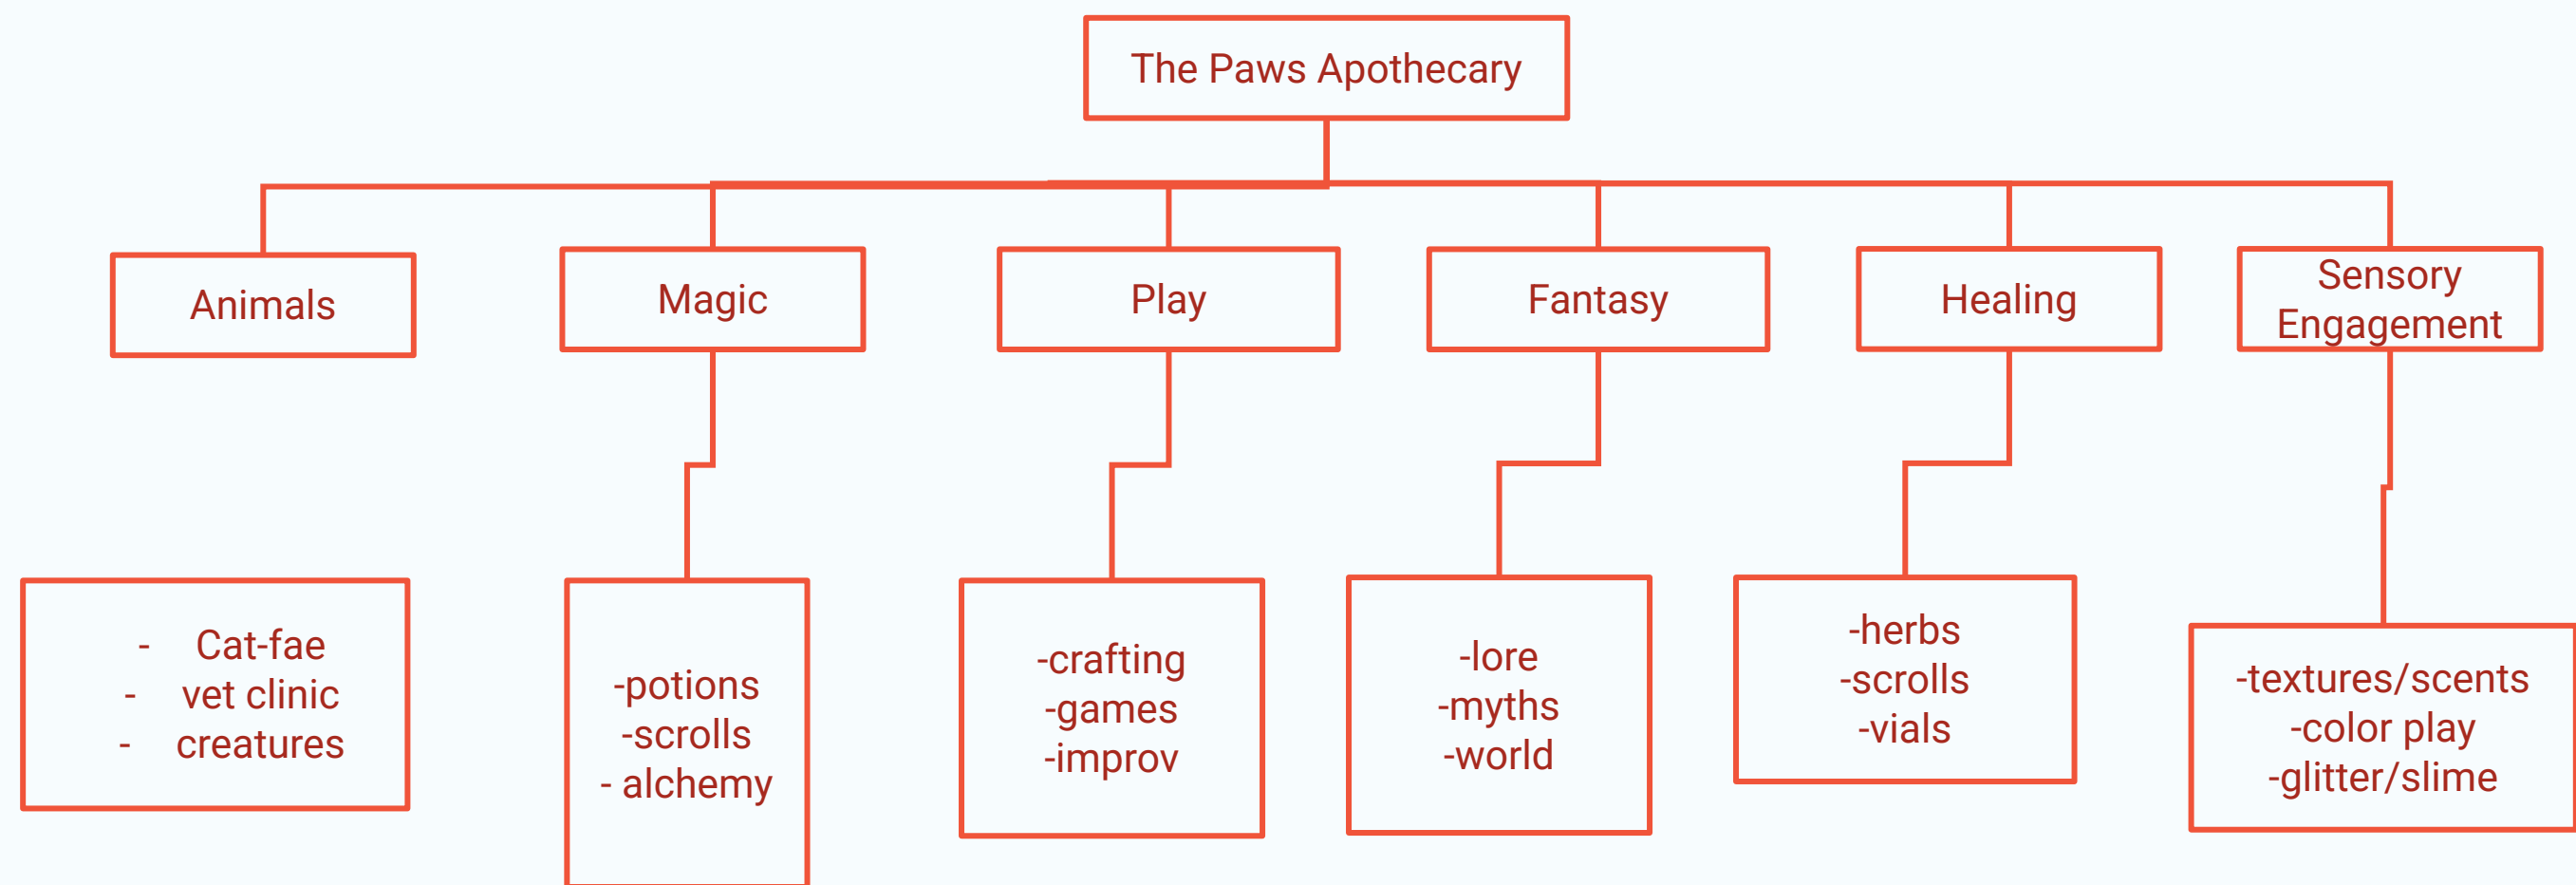 The Paws Apothecary
Animals
Magic
Play
Fantasy
Healing
Sensory
Engagement
- Cat-fae
- vet clinic
- creatures
-potions
-scrolls
- alchemy
-crafting
-games
-improv
-lore
-myths
-world
-herbs
-scrolls
-vials
-textures/scents
-color play
-glitter/slime